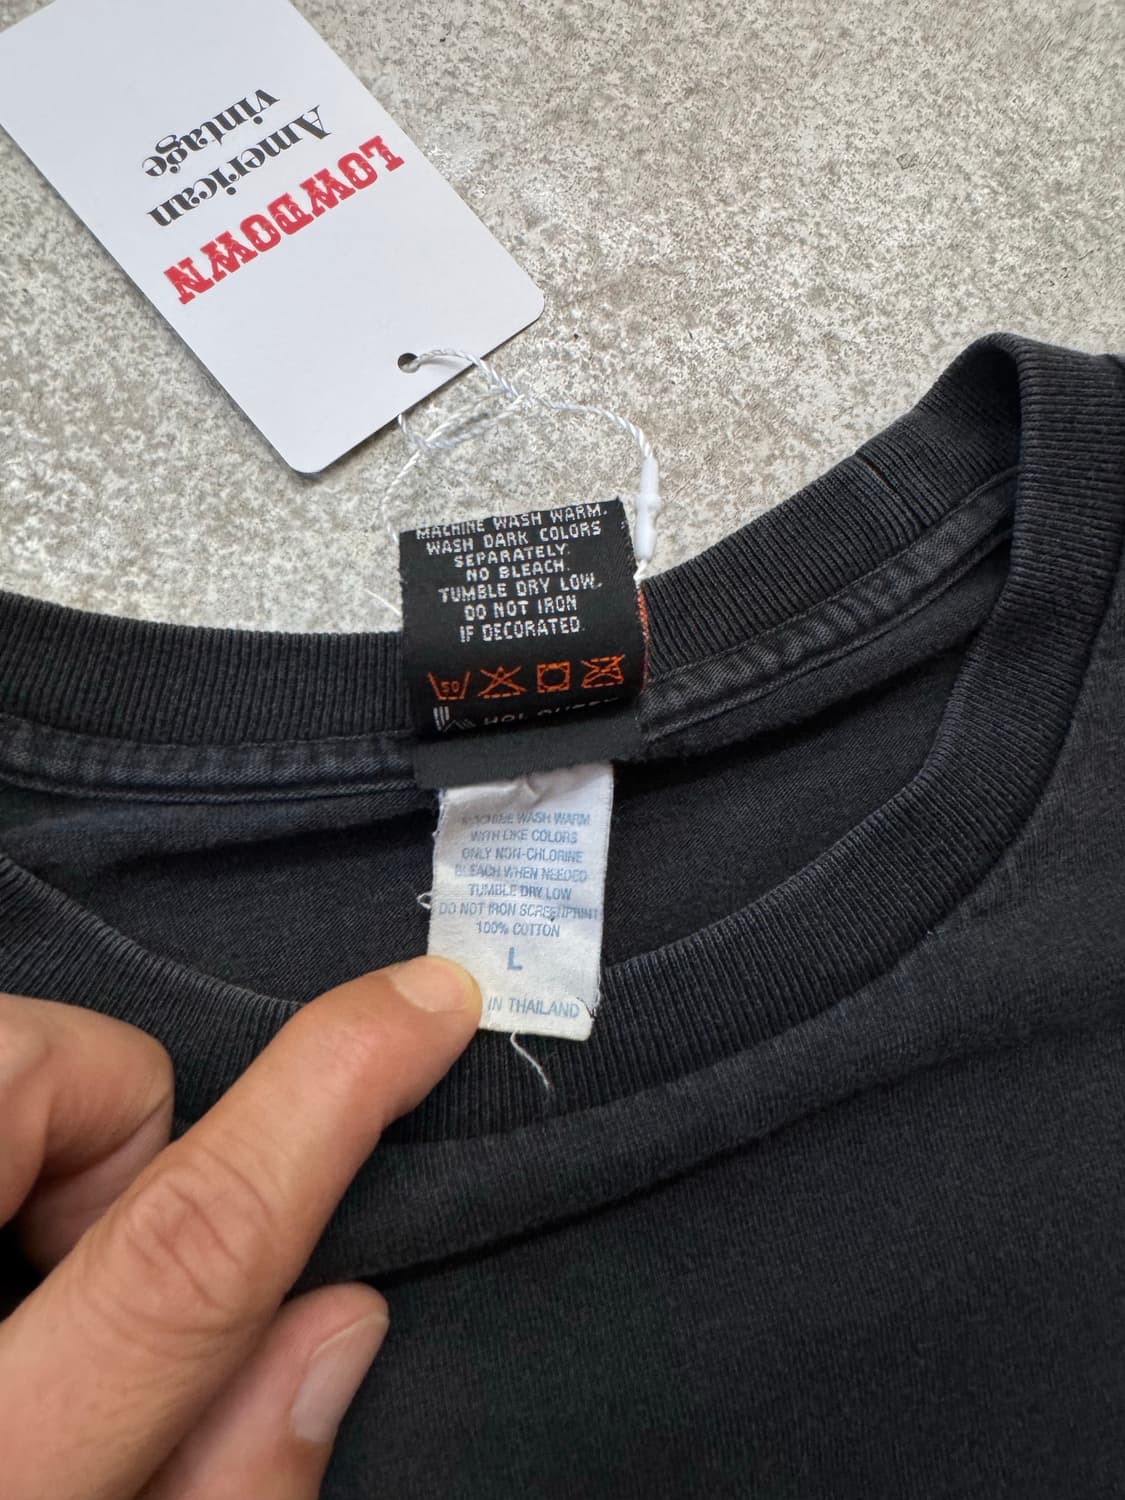 LOWDOWN
American
vintage
MACHINE WASH WARM.
WASH DARK COLORS
SEPARATELY.
NO BLEACH.
TUMBLE DRY LOW.
DO NOT IRON
IF DECORATED.
50
MACHINE WASH WARM
WITH LIKE COLORS
ONLY NON-CHLORINE
BLEACH WHEN NEEDED
TUMBLE DRY LOW
DO NOT IRON SCREENPRINT
100% COTTON
L
IN THAILAND